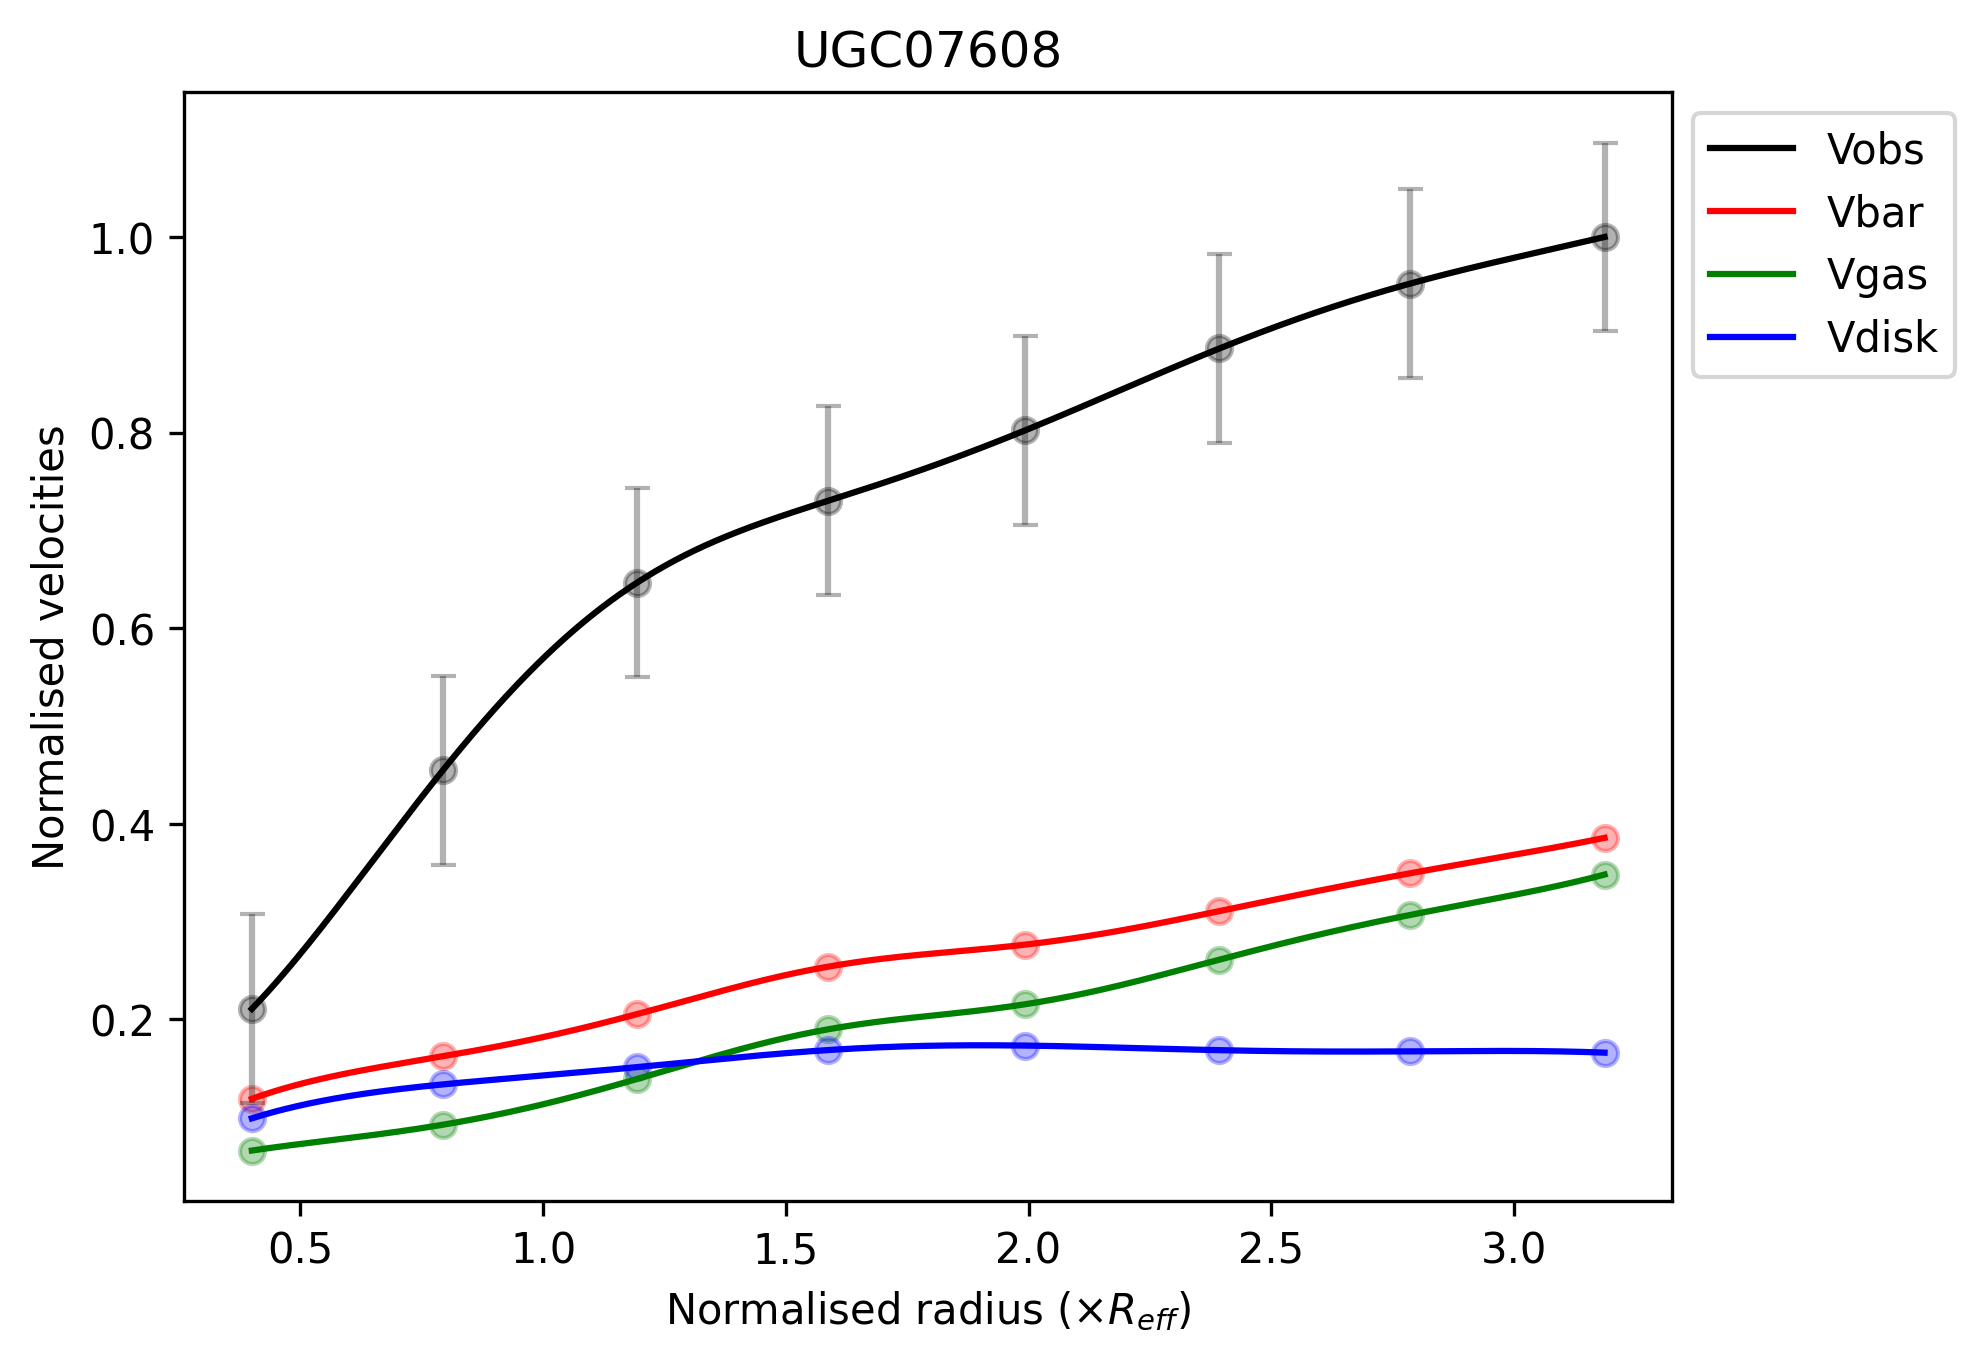 UGC07608
Vobs
Vbar
Vgas
Vdisk
Normalised velocities
1.0
0.8
0.6
0.4
0.2
0.5 1.0 1.5 2.0 2.5 3.0
Normalised radius (×R_eff)